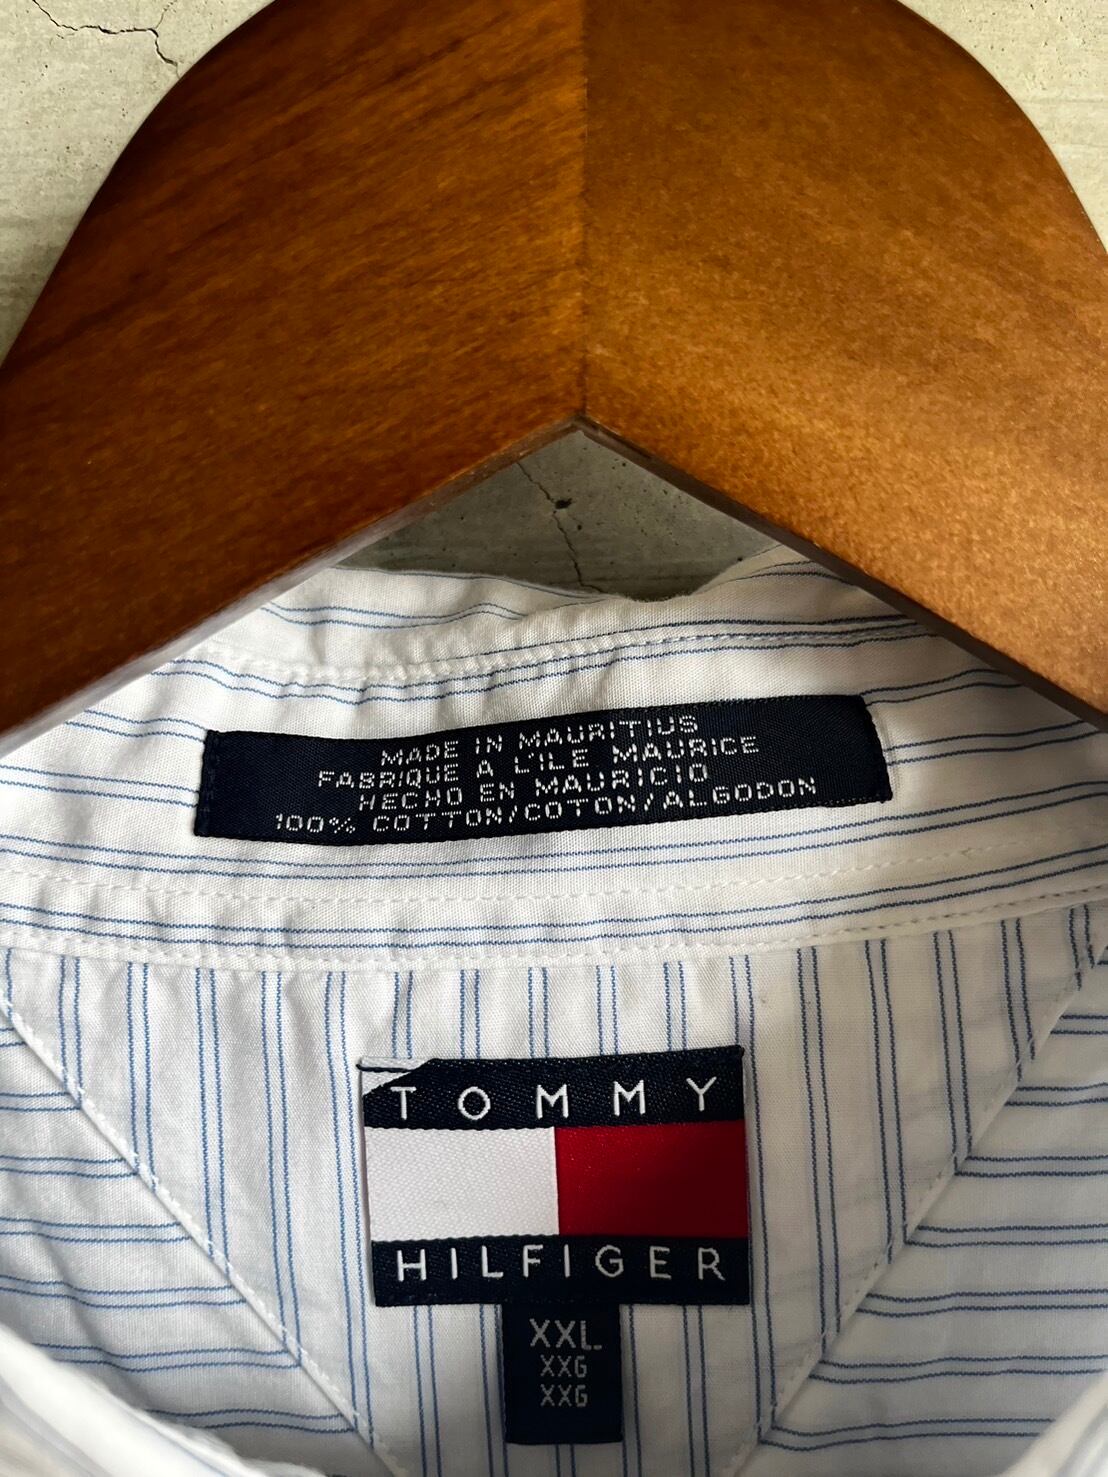 MADE IN MAURITIUS
FABRIQUE A L'ILE MAURICE
HECHO EN MAURICIO
100% COTTON/COTON/ALGODON
TOMMY
HILFIGER
XXL
XXG
XXG